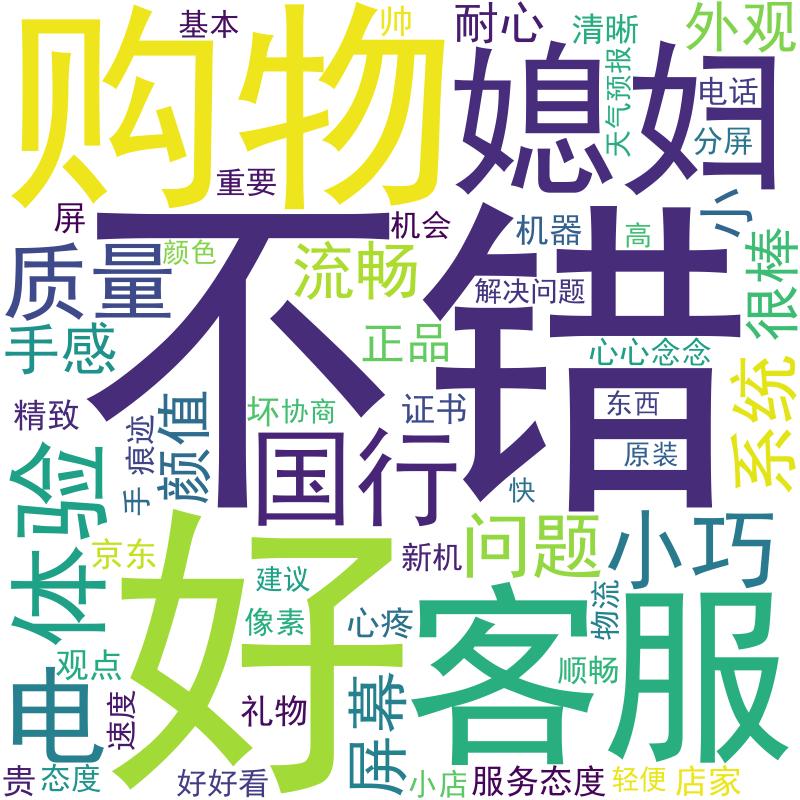 购物
基本
帅
耐心
清晰
外观
媳妇
天气预报
电话
分屏
重要
屏
不错
机会
机器
高
小
质量
颜色
流畅
解决问题
很棒
手感
正品
心心念念
系统
精致
痕迹
手
颜值
坏
协商
证书
东西
原装
国行
快
体验
京东
好
新机
问题
小巧
建议
像素
心疼
客服
物流
观点
顺畅
电
速度
礼物
屏幕
贵
态度
好好看
小店
服务态度
轻便
店家